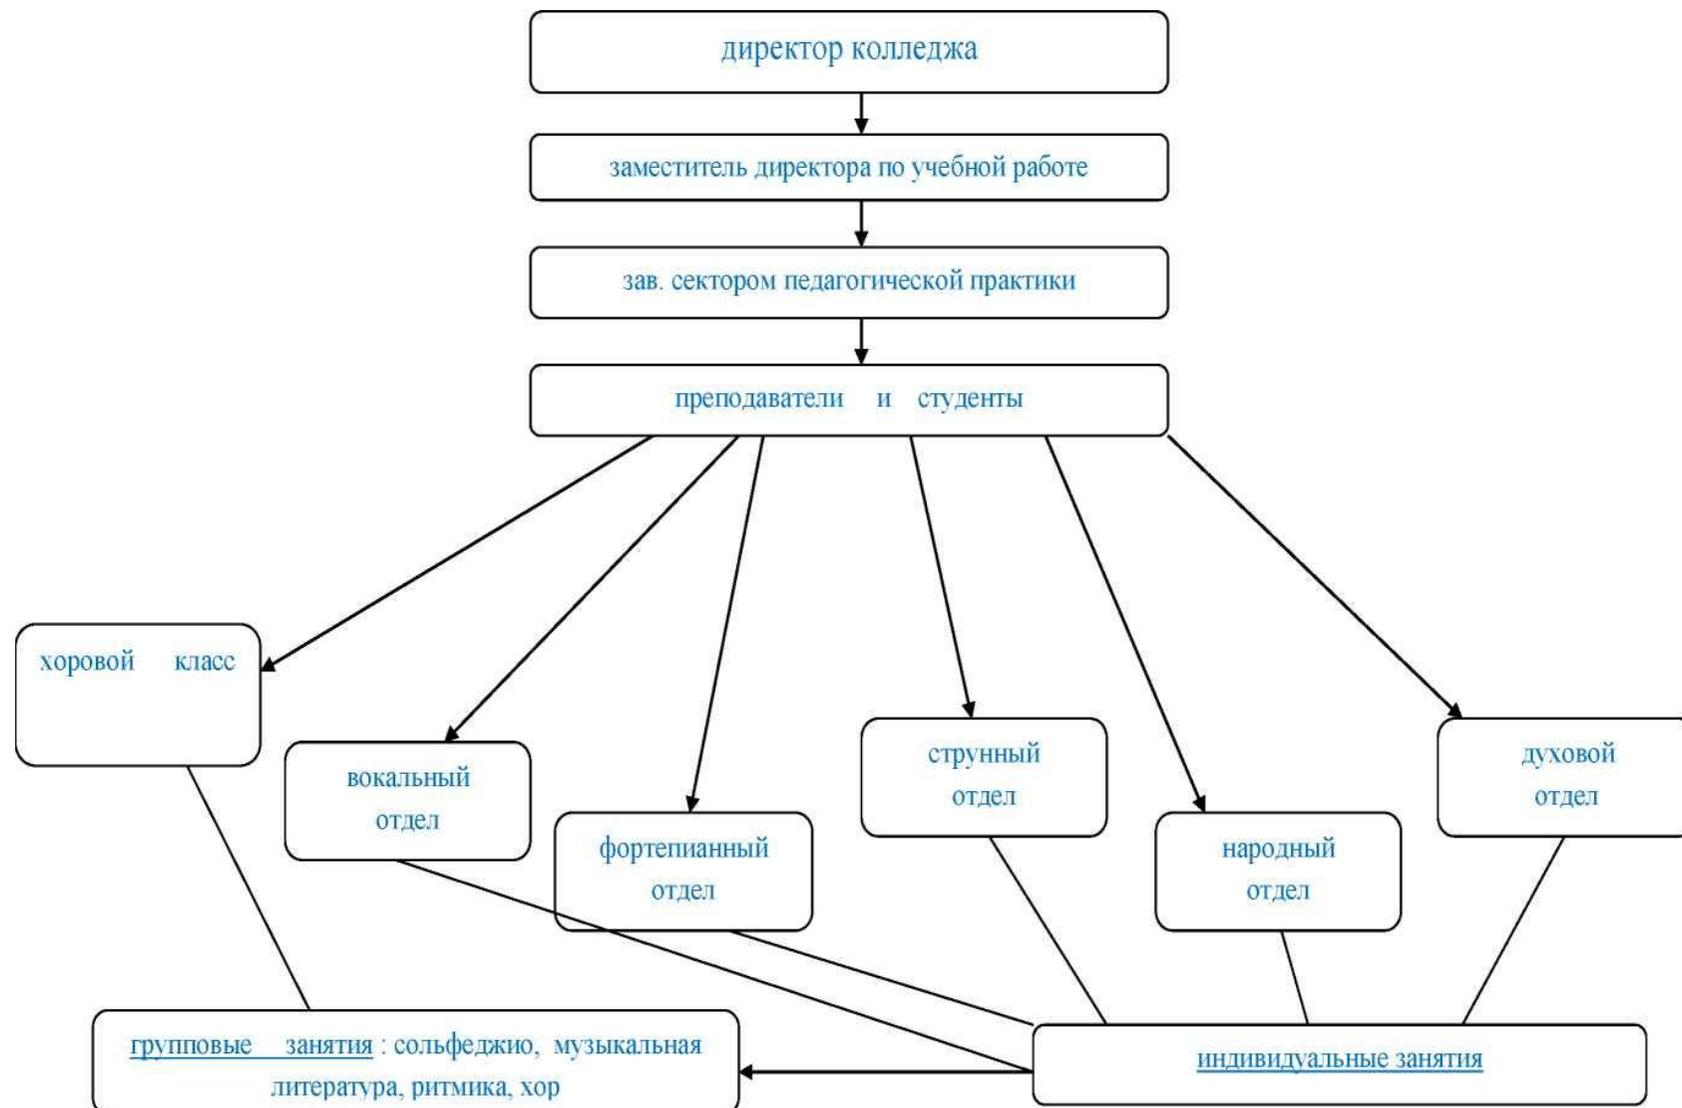 директор колледжа
заместитель директора по учебной работе
зав. сектором педагогической практики
преподаватели и студенты
хоровой класс
вокальный
отдел
фортепианный
отдел
струнный
отдел
народный
отдел
духовой
отдел
групповые занятия : сольфеджио, музыкальная
литература, ритмика, хор
индивидуальные занятия